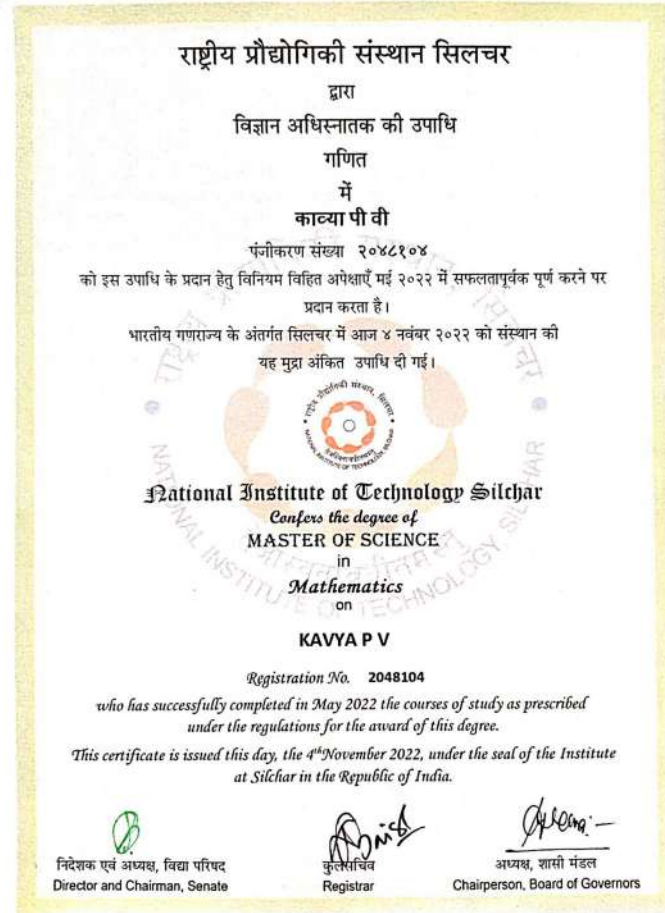 राष्ट्रीय प्रौद्योगिकी संस्थान सिलचर
द्वारा
विज्ञान अधिस्नातक की उपाधि
गणित
में
काव्या पी वी
पंजीकरण संख्या २०४८१०४
को इस उपाधि के प्रदान हेतु विनियम विहित अपेक्षाएँ मई २०२२ में सफलतापूर्वक पूर्ण करने पर
प्रदान करता है।
भारतीय गणराज्य के अंतर्गत सिलचर में आज ४ नवंबर २०२२ को संस्थान की
यह मुद्रा अंकित उपाधि दी गई।
National Institute of Technology Silchar
Confers the degree of
MASTER OF SCIENCE
in
Mathematics
on
KAVYA P V
Registration No. 2048104
who has successfully completed in May 2022 the courses of study as prescribed
under the regulations for the award of this degree.
This certificate is issued this day, the 4th November 2022, under the seal of the Institute
at Silchar in the Republic of India.
निदेशक एवं अध्यक्ष, विद्या परिषद
Director and Chairman, Senate
कुलसचिव
Registrar
अध्यक्ष, शासी मंडल
Chairperson, Board of Governors
NATIONAL INSTITUTE OF TECHNOLOGY SILCHAR